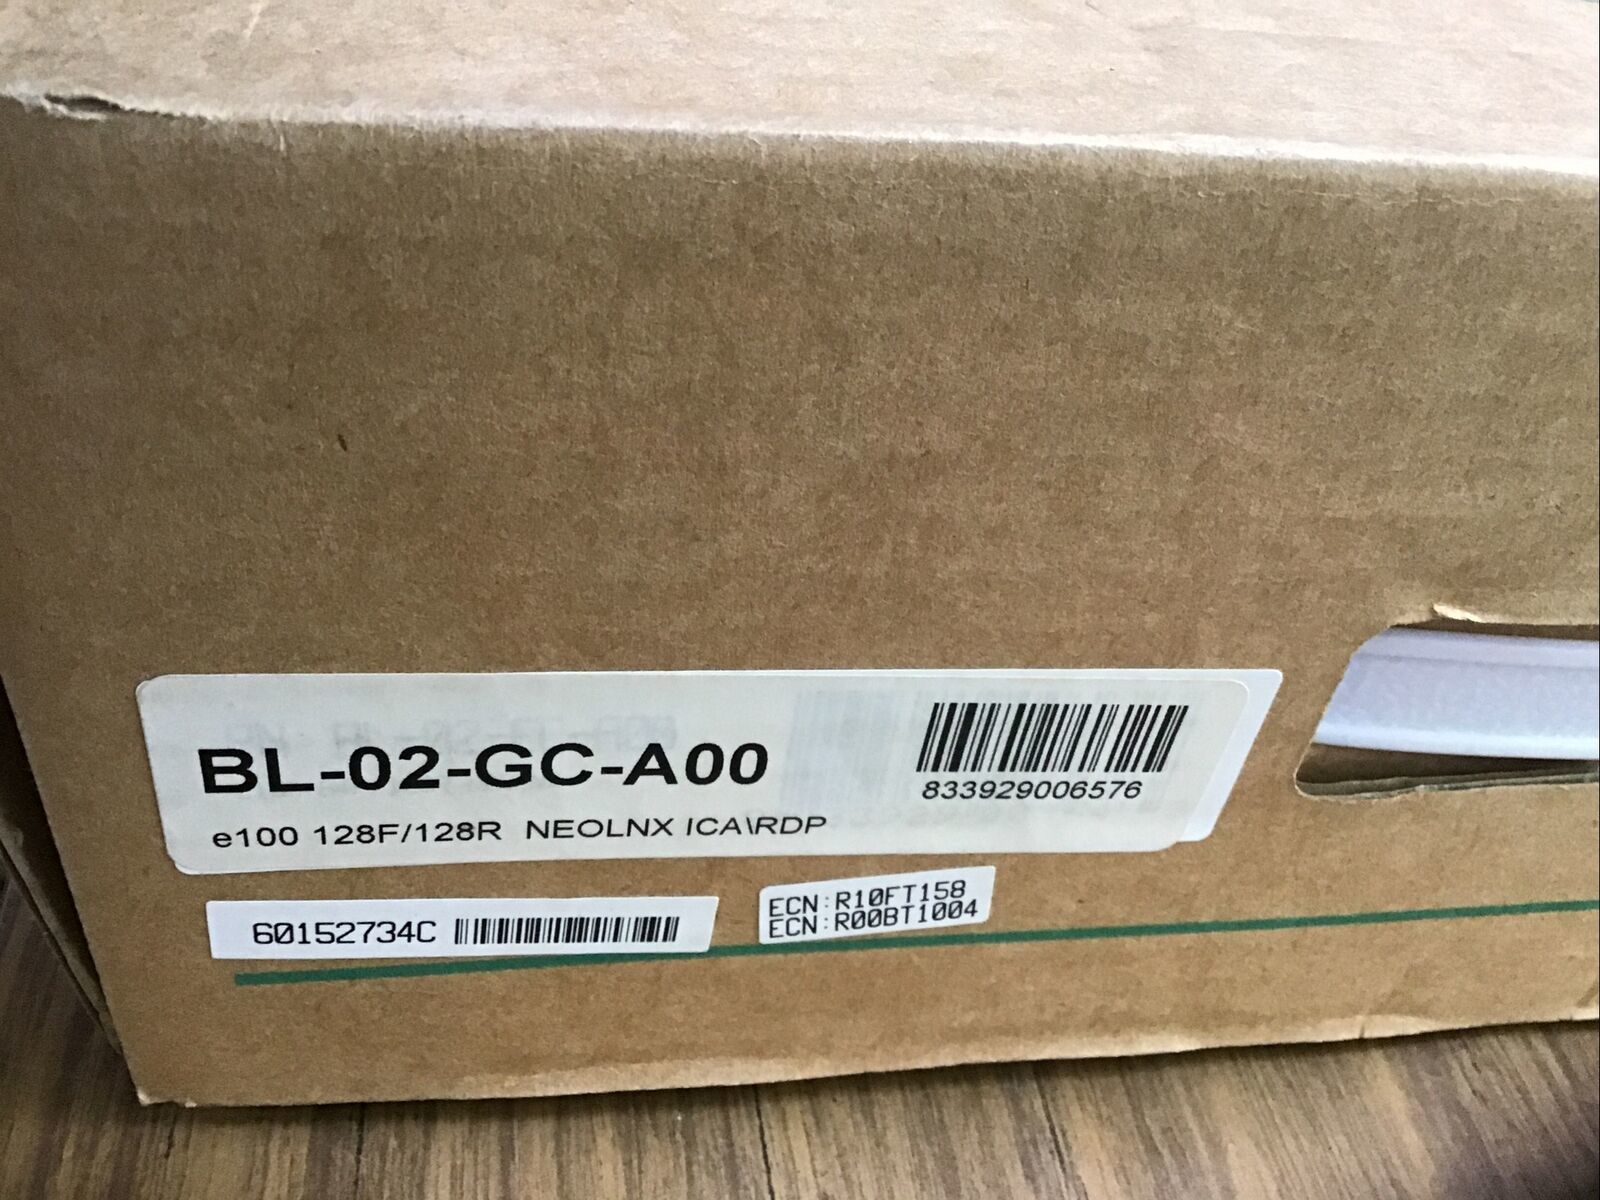 BL-02-GC-A00
833929006576
e100 128F/128R NEOLNX ICA\RDP
60152734C
ECN:R10FT158
ECN:R00BT1004